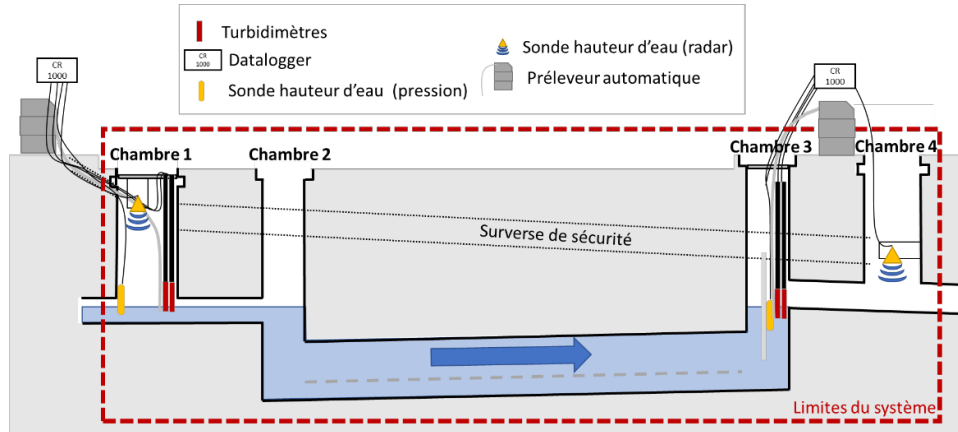 Turbidimètres
CR
1000
Datalogger
Sonde hauteur d'eau (pression)
Sonde hauteur d'eau (radar)
Préleveur automatique
CR
1000
CR
1000
Chambre 1
Chambre 2
Chambre 3
Chambre 4
Surverse de sécurité
Limites du système